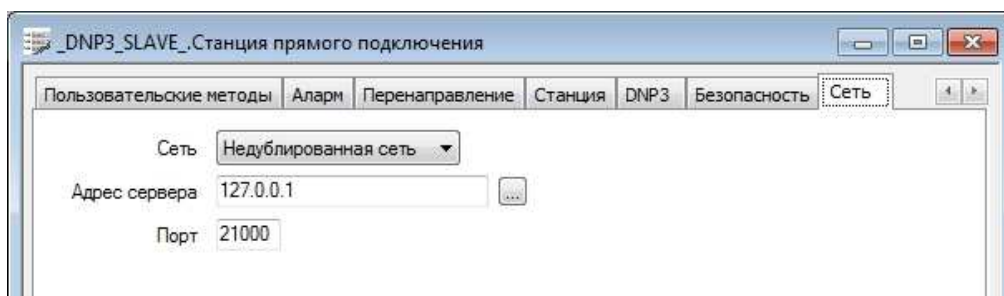 _DNP3_SLAVE_.Станция прямого подключения
Пользовательские методы Аларм Перенаправление Станция DNP3 Безопасность Сеть
Сеть Недублированная сеть
Адрес сервера 127.0.0.1 ...
Порт 21000